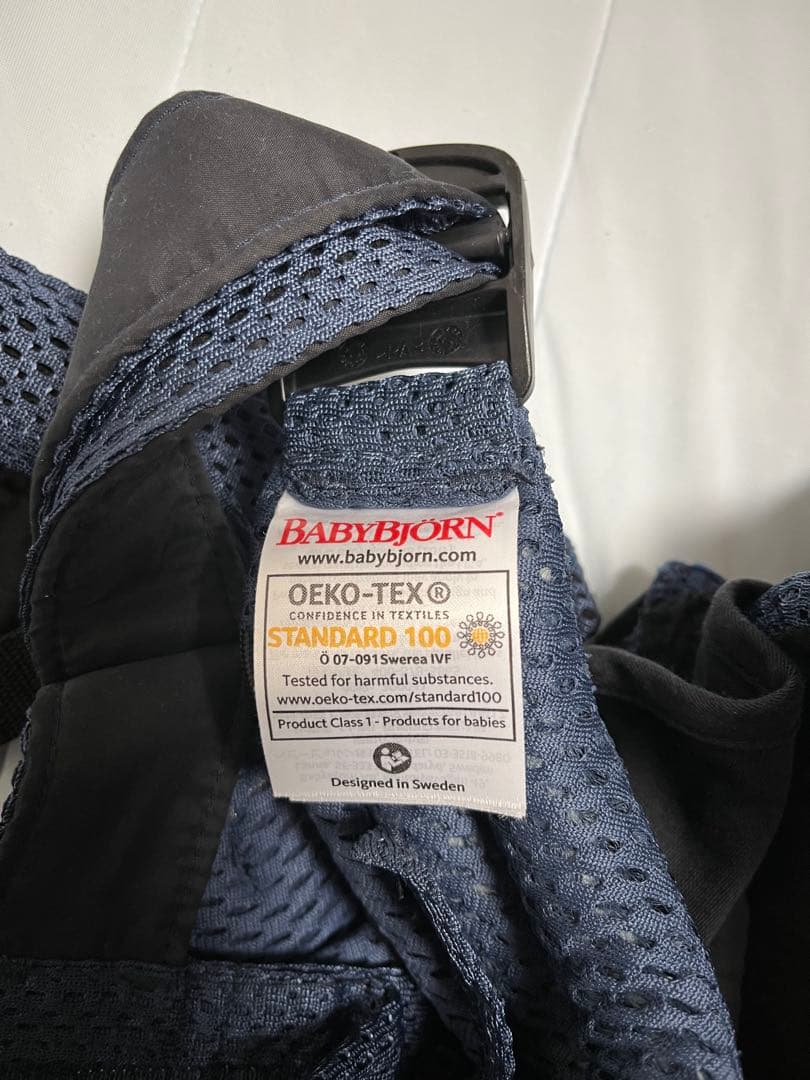 BABYBJÖRN®
www.babybjorn.com
OEKO-TEX®
CONFIDENCE IN TEXTILES
STANDARD 100
Ö 07-091 Swerea IVF
Tested for harmful substances.
www.oeko-tex.com/standard100
Product Class 1 - Products for babies
Designed in Sweden